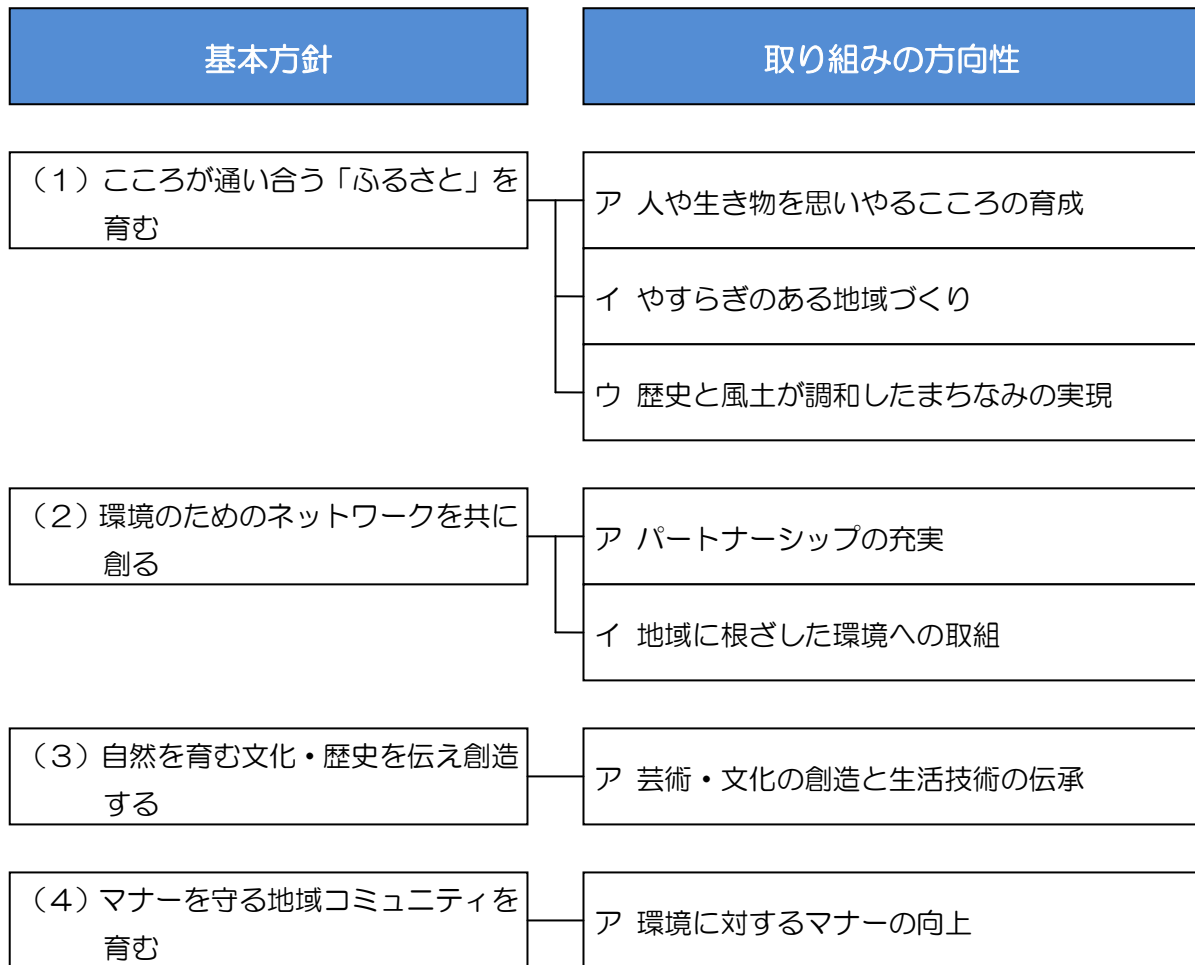 基本方針
取り組みの方向性
（１）こころが通い合う「ふるさと」を
育む
ア 人や生き物を思いやるこころの育成
イ やすらぎのある地域づくり
ウ 歴史と風土が調和したまちなみの実現
（２）環境のためのネットワークを共に
創る
ア パートナーシップの充実
イ 地域に根ざした環境への取組
（３）自然を育む文化・歴史を伝え創造
する
ア 芸術・文化の創造と生活技術の伝承
（４）マナーを守る地域コミュニティを
育む
ア 環境に対するマナーの向上